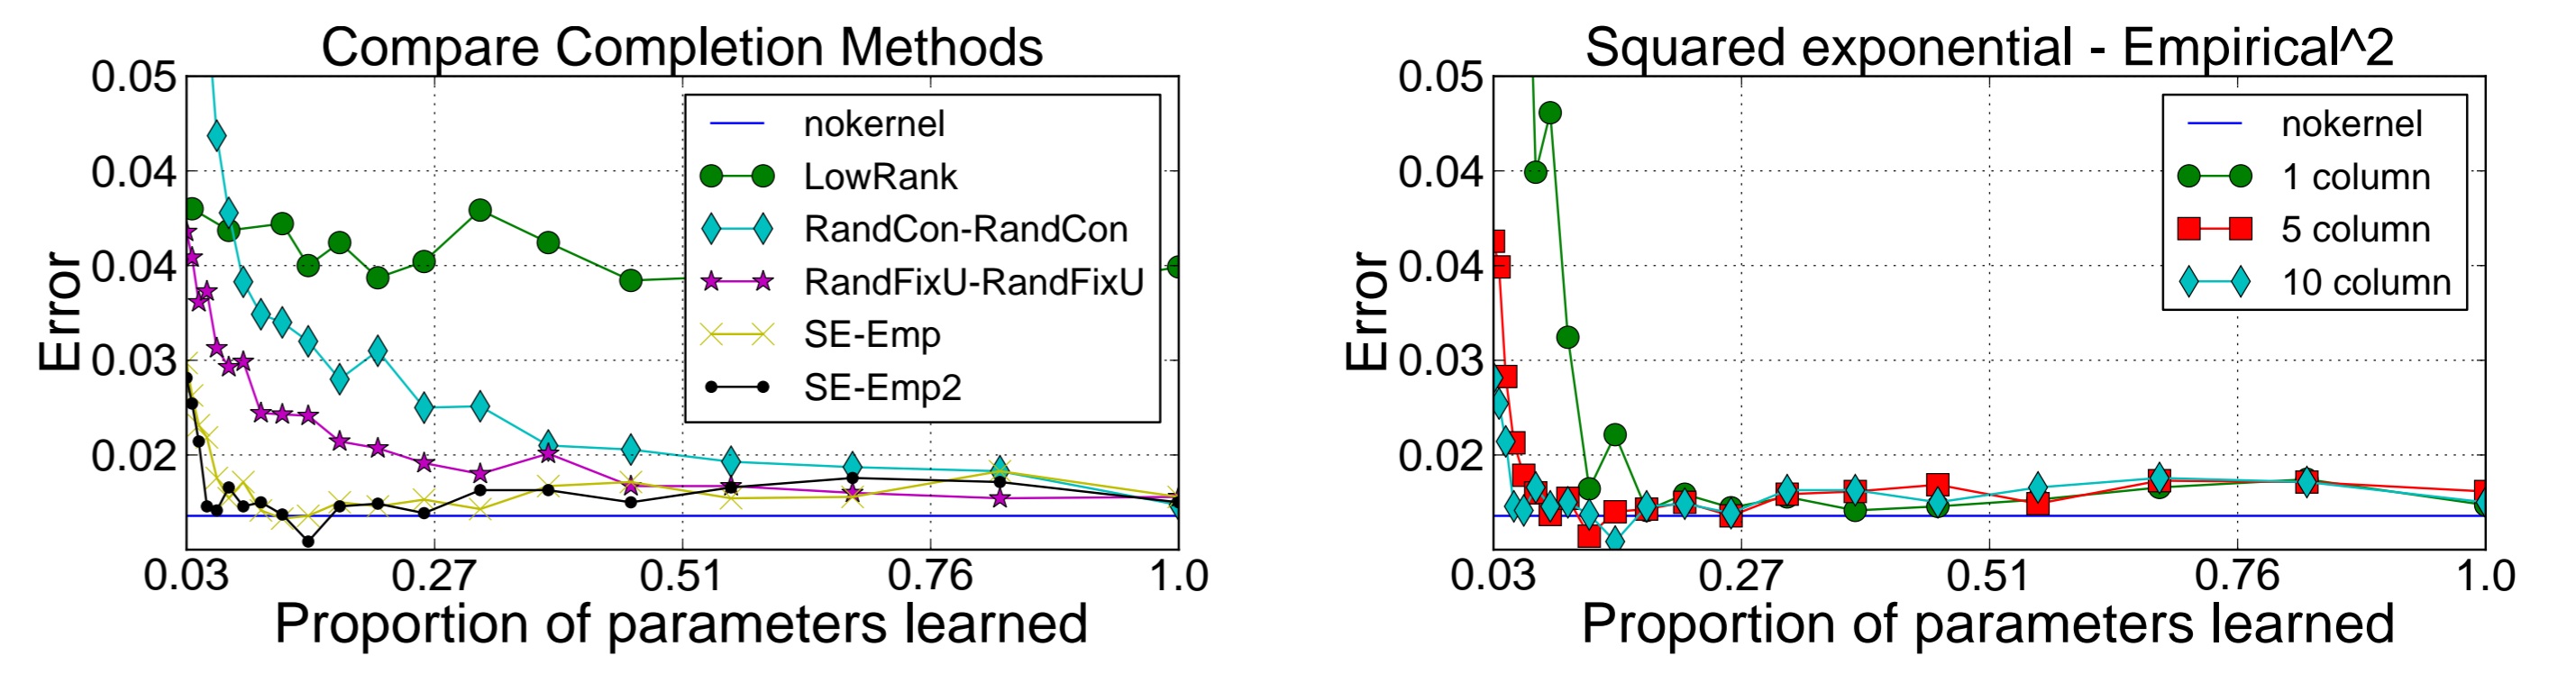 Compare Completion Methods
0.05
0.04
0.04
0.03
0.02
Error
nokernel
LowRank
RandCon-RandCon
RandFixU-RandFixU
SE-Emp
SE-Emp2
0.03 0.27 0.51 0.76 1.0
Proportion of parameters learned
Squared exponential - Empirical^2
0.05
0.04
0.04
0.03
0.02
Error
nokernel
1 column
5 column
10 column
0.03 0.27 0.51 0.76 1.0
Proportion of parameters learned